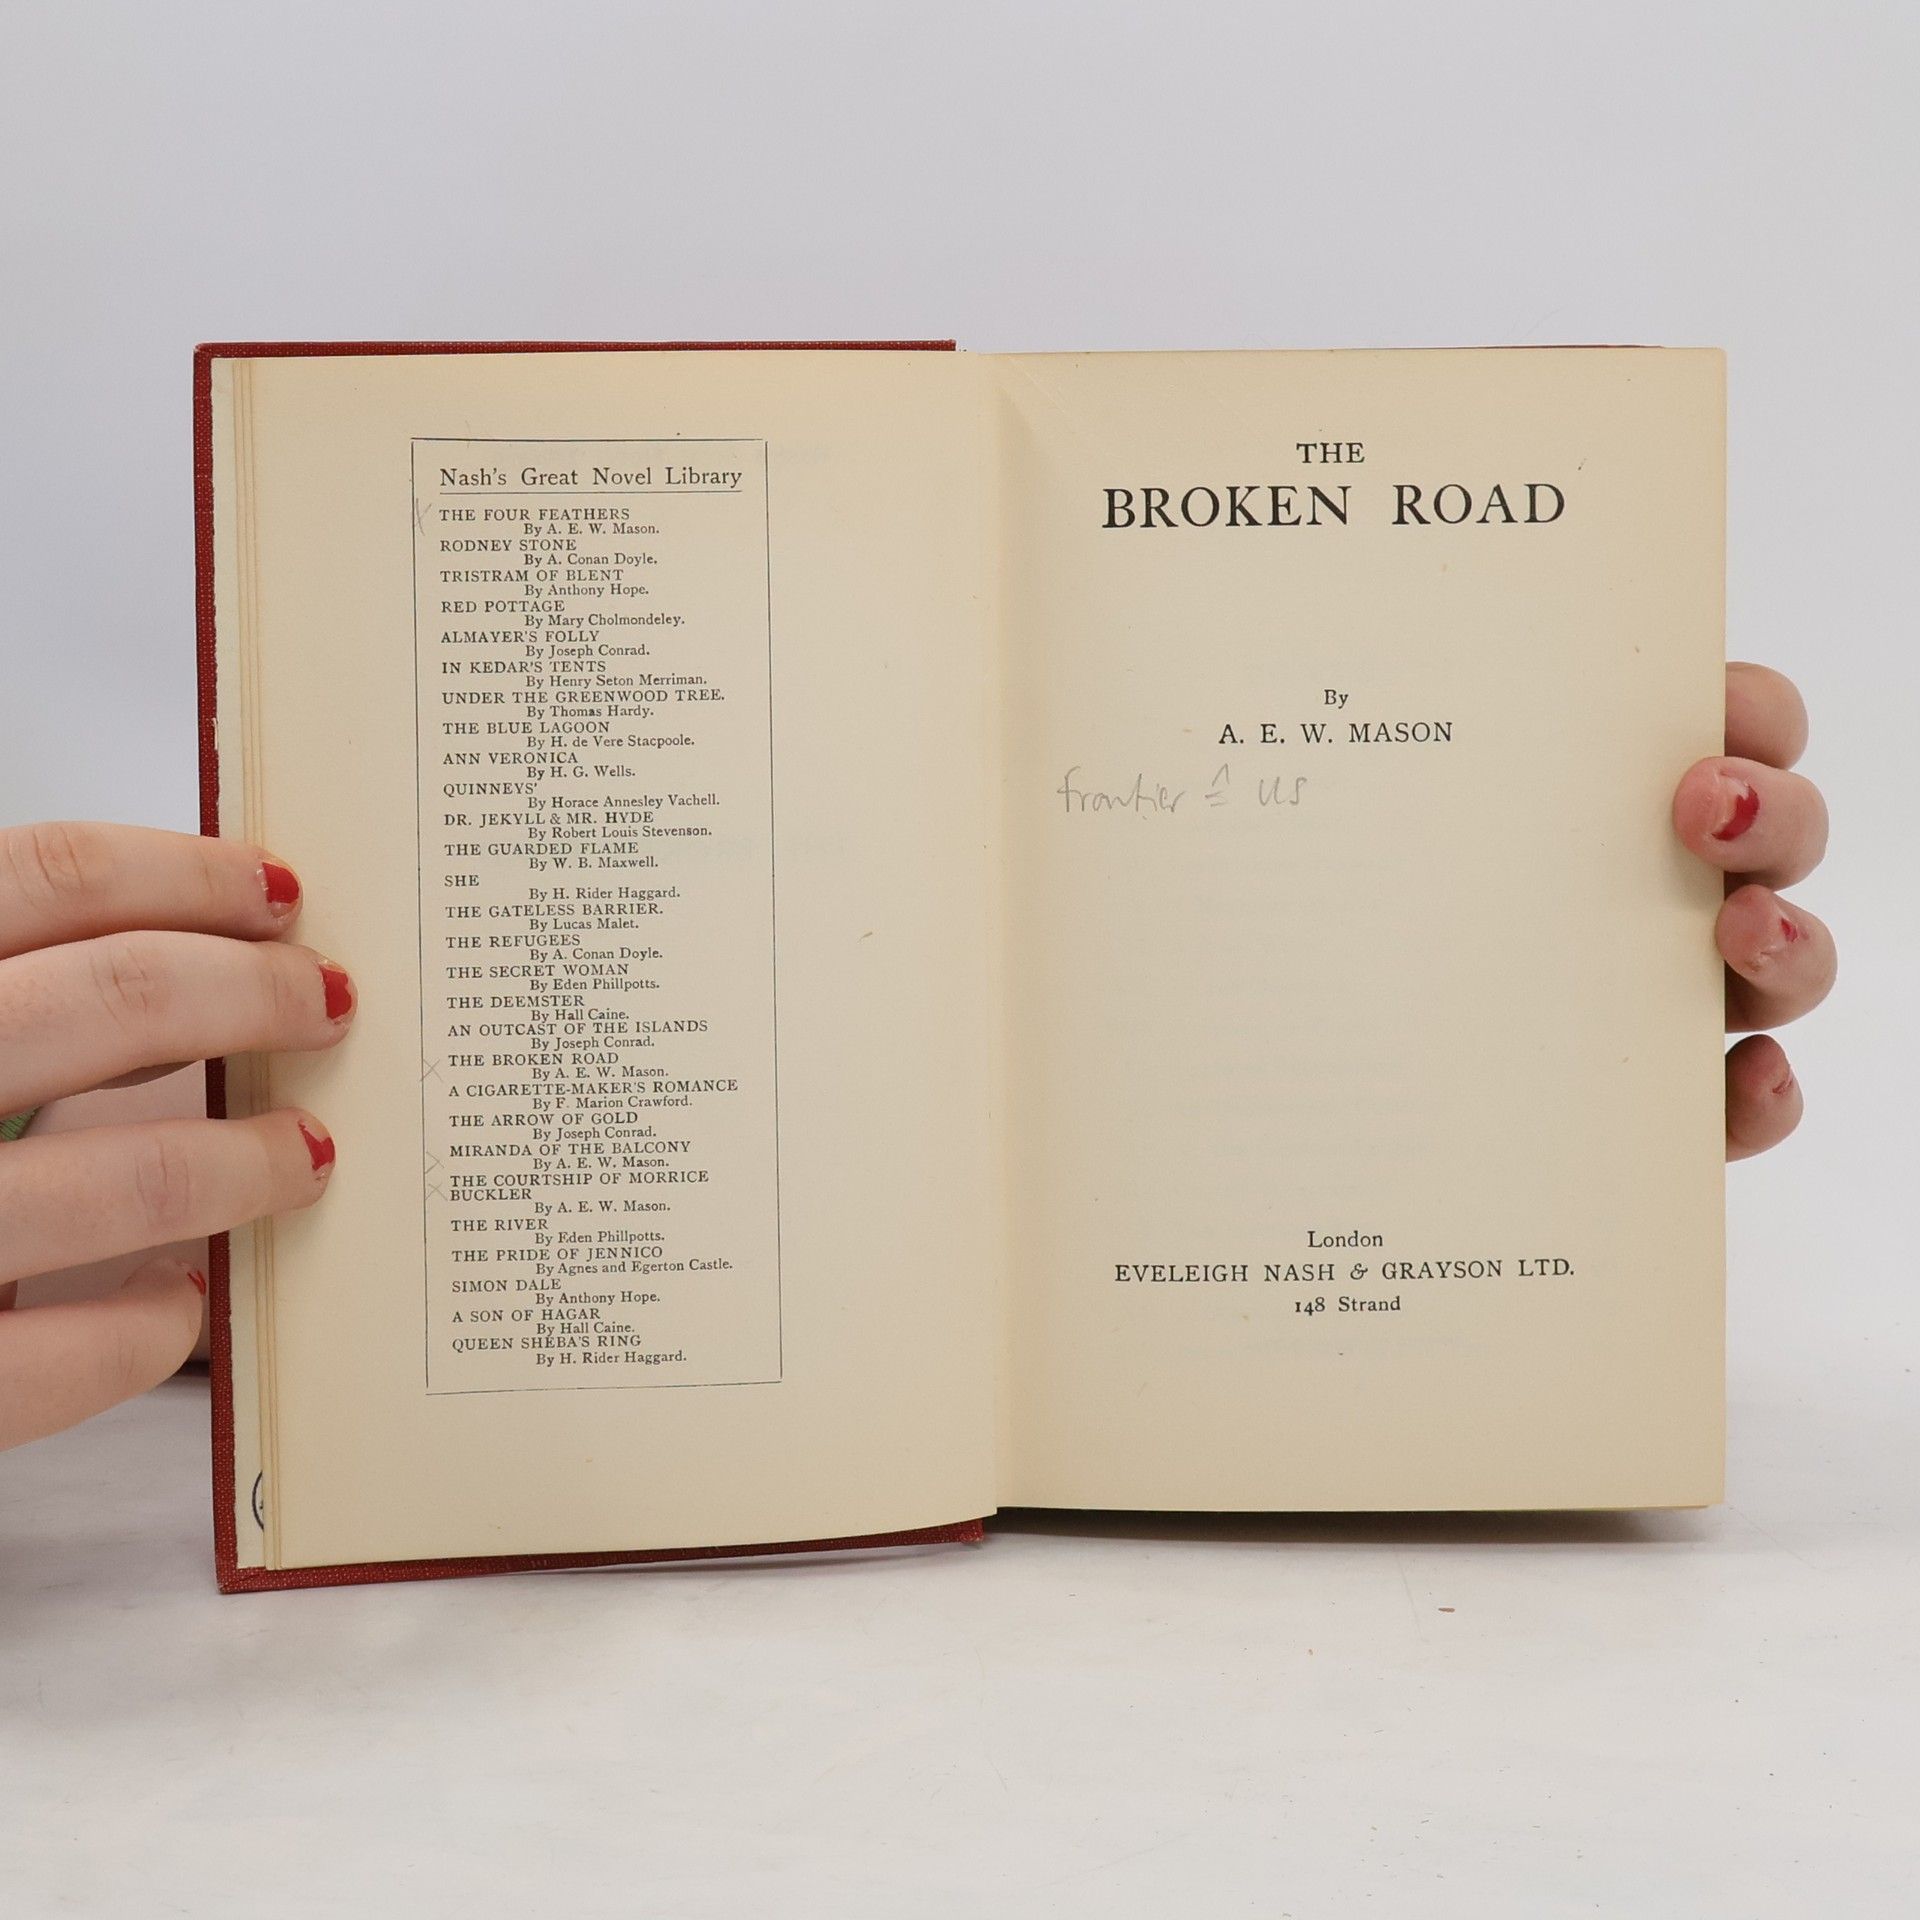 Nash's Great Novel Library
THE FOUR FEATHERS
By A. E. W. Mason.
RODNEY STONE
By A. Conan Doyle.
TRISTRAM OF BLENT
By Anthony Hope.
RED POTTAGE
By Mary Cholmondeley.
ALMAYER'S FOLLY
By Joseph Conrad.
IN KEDAR'S TENTS
By Henry Seton Merriman.
UNDER THE GREENWOOD TREE.
By Thomas Hardy.
THE BLUE LAGOON
By H. de Vere Stacpoole.
ANN VERONICA
By H. G. Wells.
QUINNEYS'
By Horace Annesley Vachell.
DR. JEKYLL & MR. HYDE
By Robert Louis Stevenson.
THE GUARDED FLAME
By W. B. Maxwell.
SHE
By H. Rider Haggard.
THE GATELESS BARRIER.
By Lucas Malet.
THE REFUGEES
By A. Conan Doyle.
THE SECRET WOMAN
By Eden Phillpotts.
THE DEEMSTER
By Hall Caine.
AN OUTCAST OF THE ISLANDS
By Joseph Conrad.
THE BROKEN ROAD
By A. E. W. Mason.
A CIGARETTE-MAKER'S ROMANCE
By F. Marion Crawford.
THE ARROW OF GOLD
By Joseph Conrad.
MIRANDA OF THE BALCONY
By A. E. W. Mason.
THE COURTSHIP OF MORRICE
BUCKLER
By A. E. W. Mason.
THE RIVER
By Eden Phillpotts.
THE PRIDE OF JENNICO
By Agnes and Egerton Castle.
SIMON DALE
By Anthony Hope.
A SON OF HAGAR
By Hall Caine.
QUEEN SHEBA'S RING
By H. Rider Haggard.
THE
BROKEN ROAD
By
A. E. W. MASON
frontier ≙ us
London
EVELEIGH NASH & GRAYSON LTD.
148 Strand